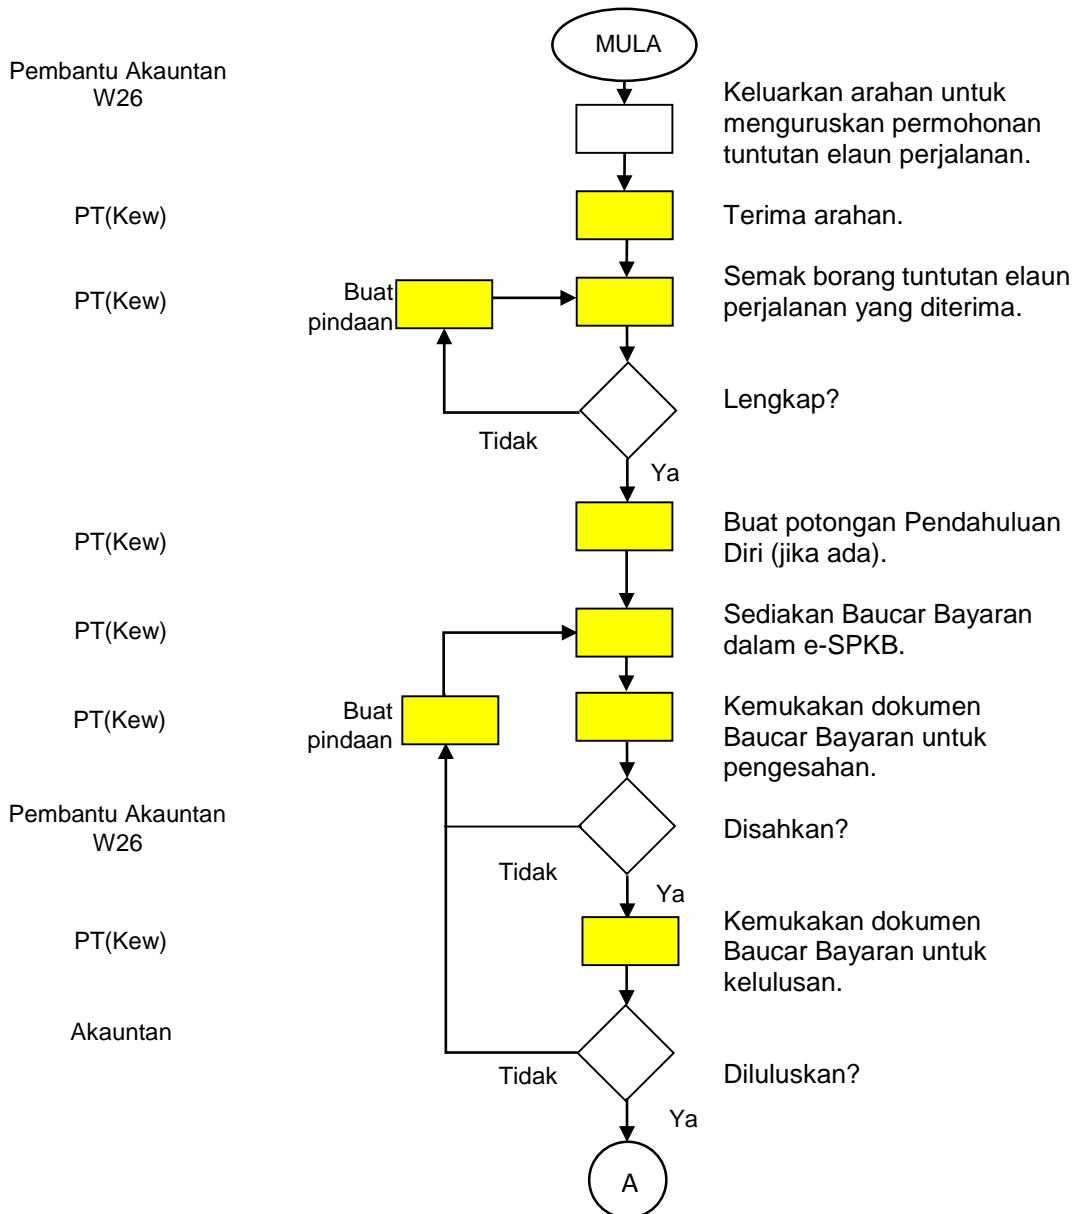 MULA
Pembantu Akauntan
W26
Keluarkan arahan untuk
menguruskan permohonan
tuntutan elaun perjalanan.
PT(Kew)
Terima arahan.
PT(Kew)
Buat
pindaan
Semak borang tuntutan elaun
perjalanan yang diterima.
Lengkap?
Tidak
Ya
PT(Kew)
Buat potongan Pendahuluan
Diri (jika ada).
PT(Kew)
Sediakan Baucar Bayaran
dalam e-SPKB.
PT(Kew)
Buat
pindaan
Kemukakan dokumen
Baucar Bayaran untuk
pengesahan.
Pembantu Akauntan
W26
Disahkan?
Tidak
Ya
PT(Kew)
Kemukakan dokumen
Baucar Bayaran untuk
kelulusan.
Akauntan
Diluluskan?
Tidak
Ya
A